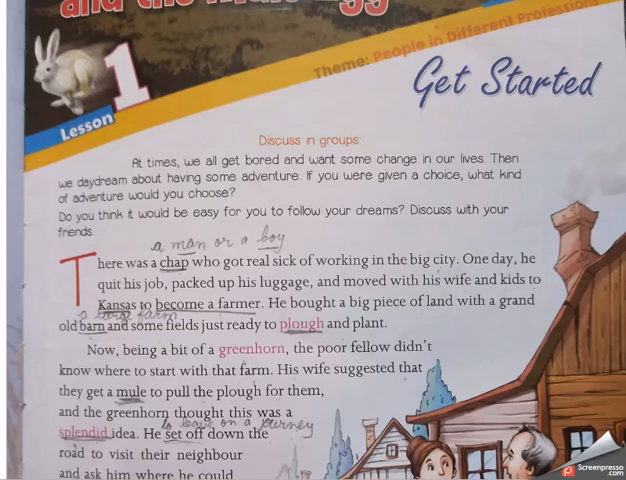 and the Mule Egg
Theme: People in Different Professions
Lesson 1
Get Started
Discuss in groups:
At times, we all get bored and want some change in our lives. Then
we daydream about having some adventure. If you were given a choice, what kind
of adventure would you choose?
Do you think it would be easy for you to follow your dreams? Discuss with your
friends.
a man or a boy
There was a chap who got real sick of working in the big city. One day, he
quit his job, packed up his luggage, and moved with his wife and kids to
Kansas to become a farmer. He bought a big piece of land with a grand
a large farm
old barn and some fields just ready to plough and plant.
Now, being a bit of a greenhorn, the poor fellow didn't
know where to start with that farm. His wife suggested that
they get a mule to pull the plough for them,
and the greenhorn thought this was a
to leave on a journey
splendid idea. He set off down the
road to visit their neighbour
and ask him where he could
Screenpresso
.com